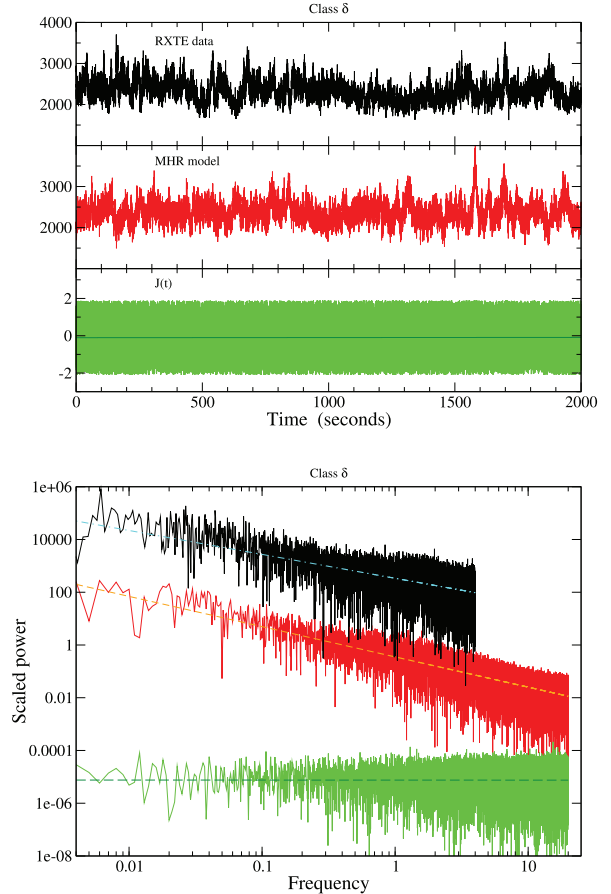 Class δ
4000
RXTE data
3000
2000
MHR model
3000
2000
J(t)
2
0
-2
0 500 1000 1500 2000
Time (seconds)
Class δ
1e+06
10000
100
1
0.01
0.0001
1e-06
1e-08
Scaled power
0.01 0.1 1 10
Frequency